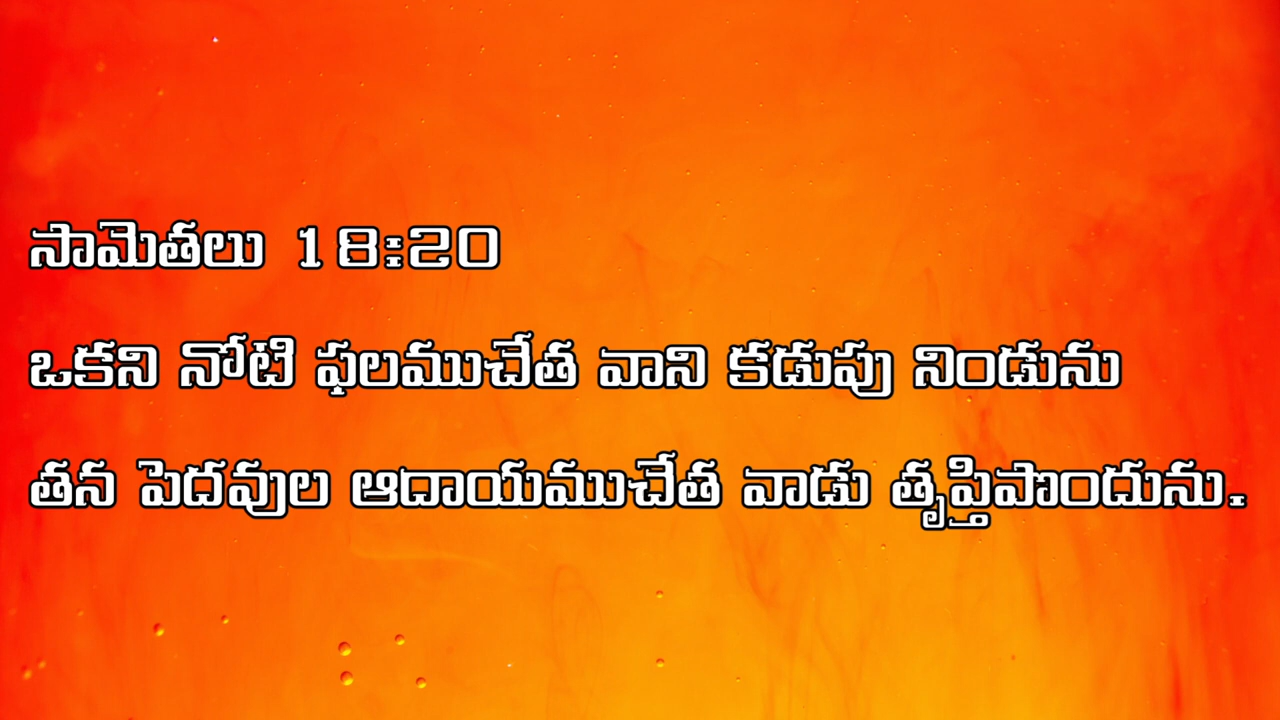 సామెతలు 18:20
ఒకని నోటి ఫలముచేత వాని కడుపు నిండును
తన పెదవుల ఆదాయముచేత వాడు తృప్తిపొందును.